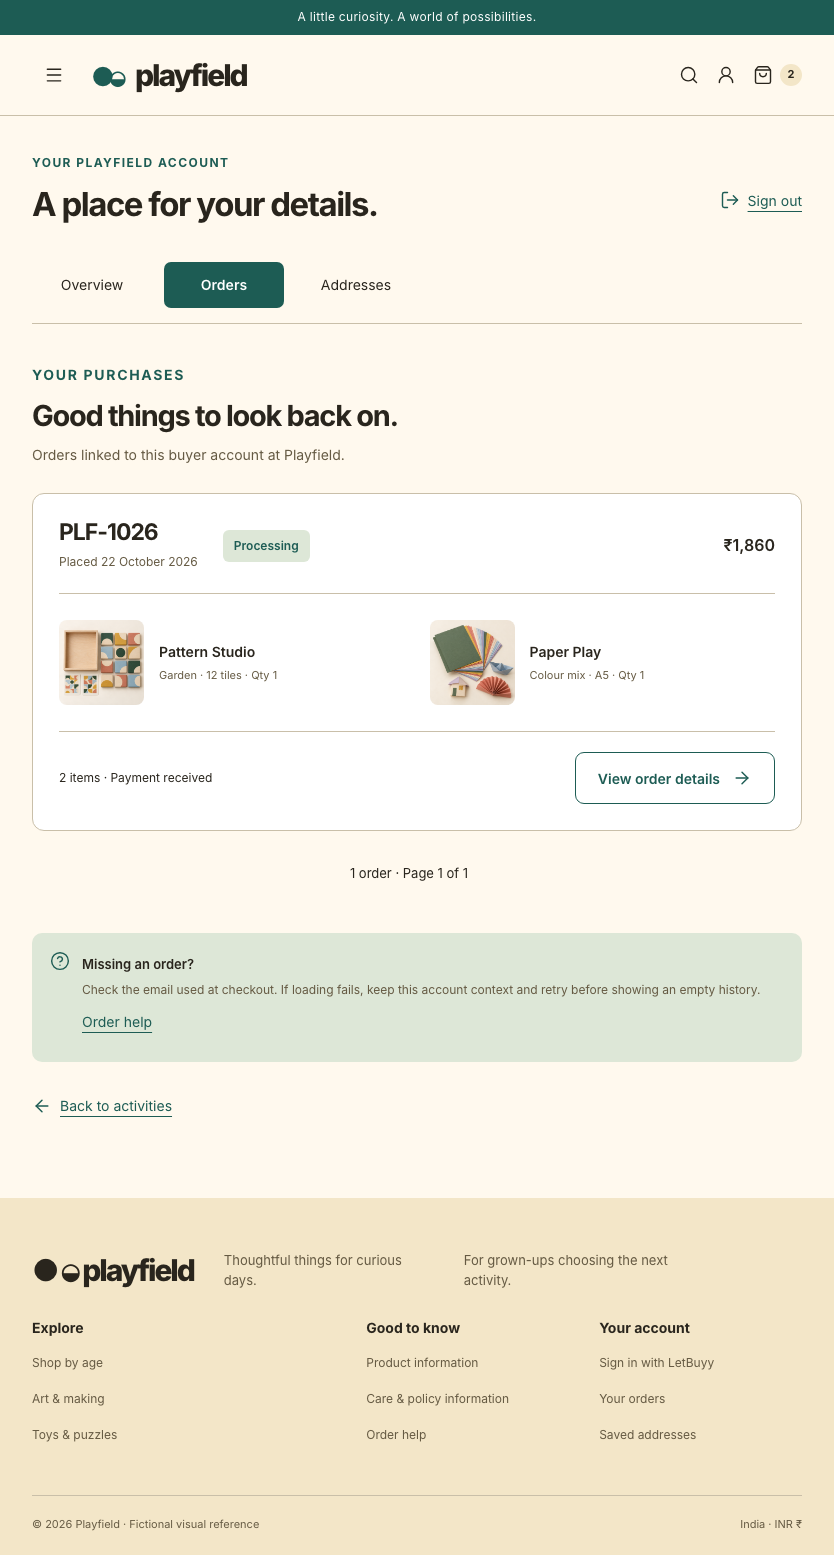 A little curiosity. A world of possibilities.
playfield
2
YOUR PLAYFIELD ACCOUNT
A place for your details.
Sign out
Overview
Orders
Addresses
YOUR PURCHASES
Good things to look back on.
Orders linked to this buyer account at Playfield.
PLF-1026
Placed 22 October 2026
Processing
₹1,860
Pattern Studio
Garden · 12 tiles · Qty 1
Paper Play
Colour mix · A5 · Qty 1
2 items · Payment received
View order details
1 order · Page 1 of 1
Missing an order?
Check the email used at checkout. If loading fails, keep this account context and retry before showing an empty history.
Order help
Back to activities
playfield
Thoughtful things for curious
days.
For grown-ups choosing the next
activity.
Explore
Shop by age
Art & making
Toys & puzzles
Good to know
Product information
Care & policy information
Order help
Your account
Sign in with LetBuyy
Your orders
Saved addresses
© 2026 Playfield · Fictional visual reference
India · INR ₹